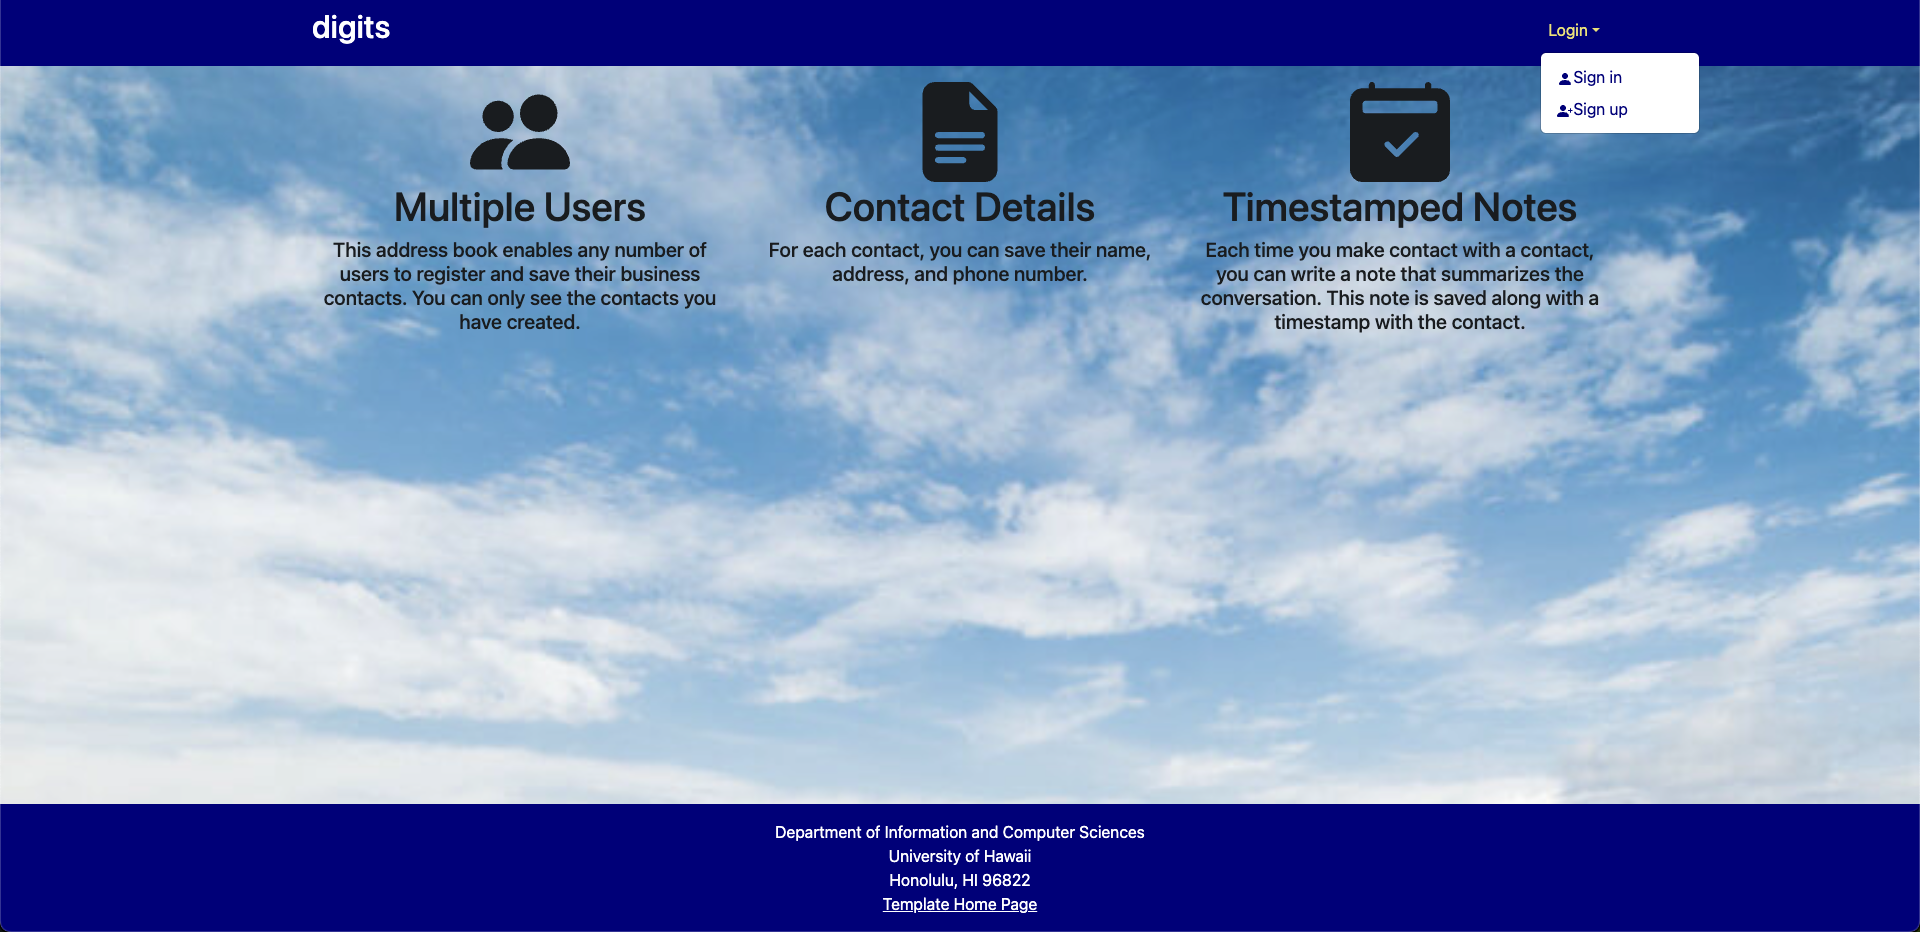 digits
Login
Sign in
Sign up
Multiple Users
This address book enables any number of
users to register and save their business
contacts. You can only see the contacts you
have created.
Contact Details
For each contact, you can save their name,
address, and phone number.
Timestamped Notes
Each time you make contact with a contact,
you can write a note that summarizes the
conversation. This note is saved along with a
timestamp with the contact.
Department of Information and Computer Sciences
University of Hawaii
Honolulu, HI 96822
Template Home Page